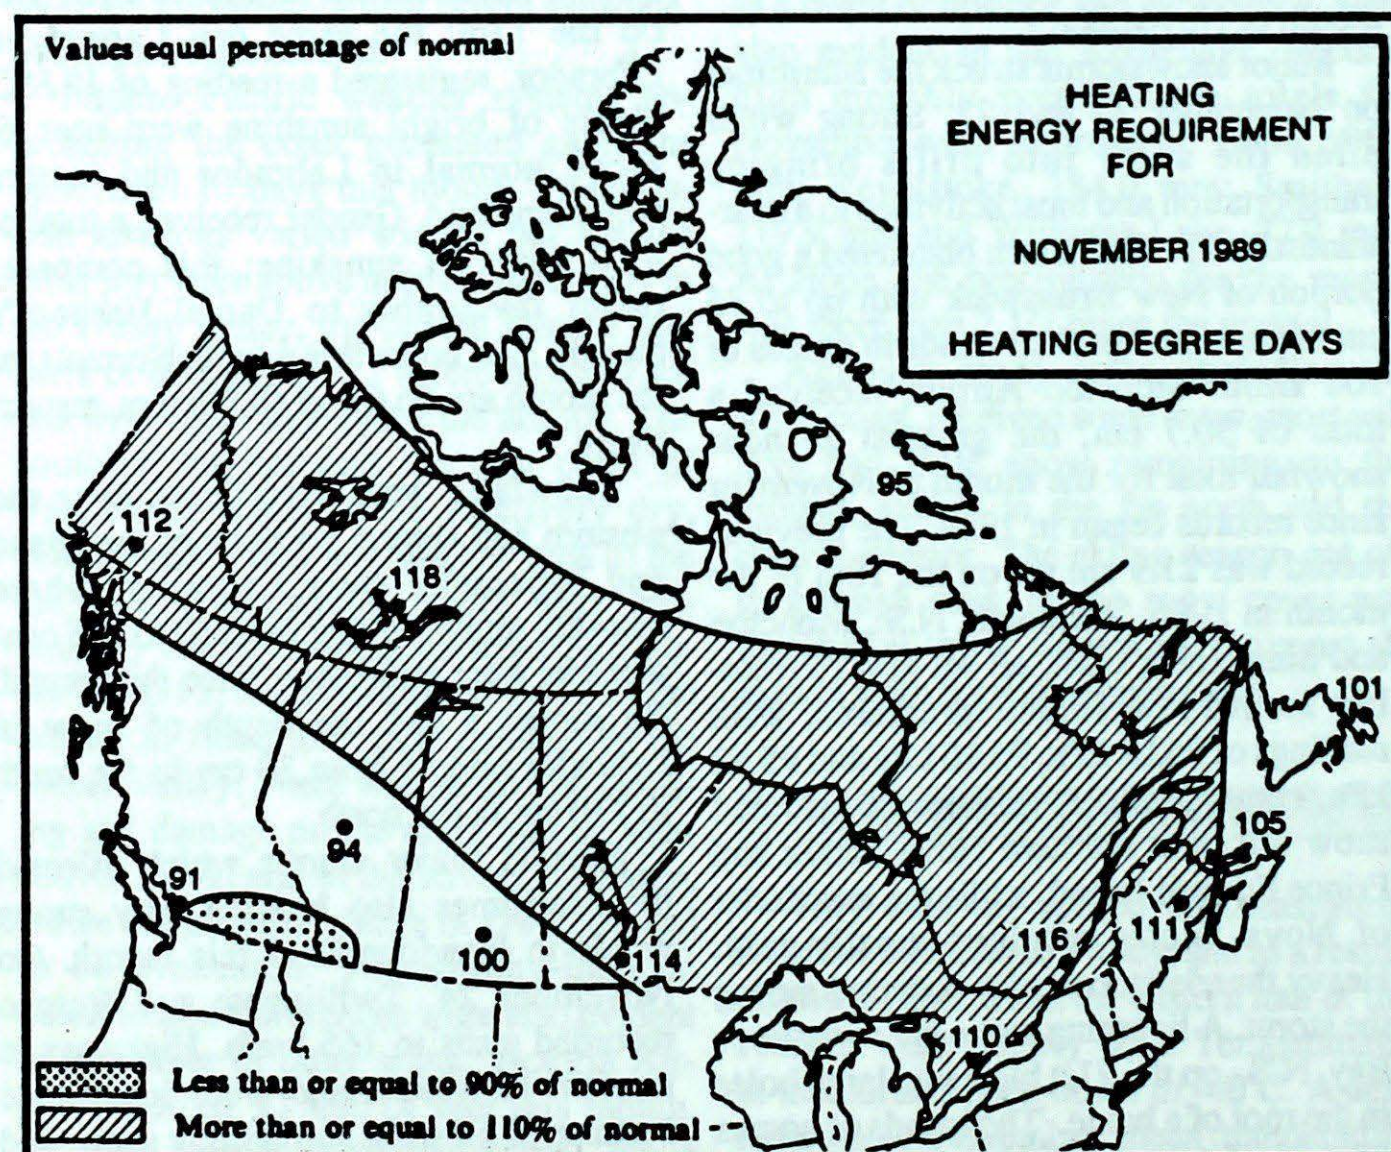 Values equal percentage of normal
HEATING
ENERGY REQUIREMENT
FOR
NOVEMBER 1989
HEATING DEGREE DAYS
95
112
118
101
94
105
91
111
100
116
114
110
Less than or equal to 90% of normal
More than or equal to 110% of normal